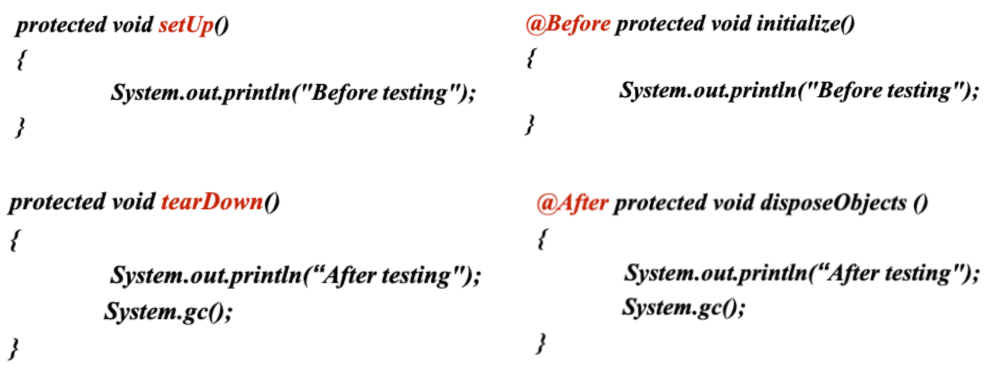 protected void setUp()
{
System.out.println("Before testing");
}
@Before protected void initialize()
{
System.out.println("Before testing");
}
protected void tearDown()
{
System.out.println(“After testing");
System.gc();
}
@After protected void disposeObjects ()
{
System.out.println(“After testing");
System.gc();
}